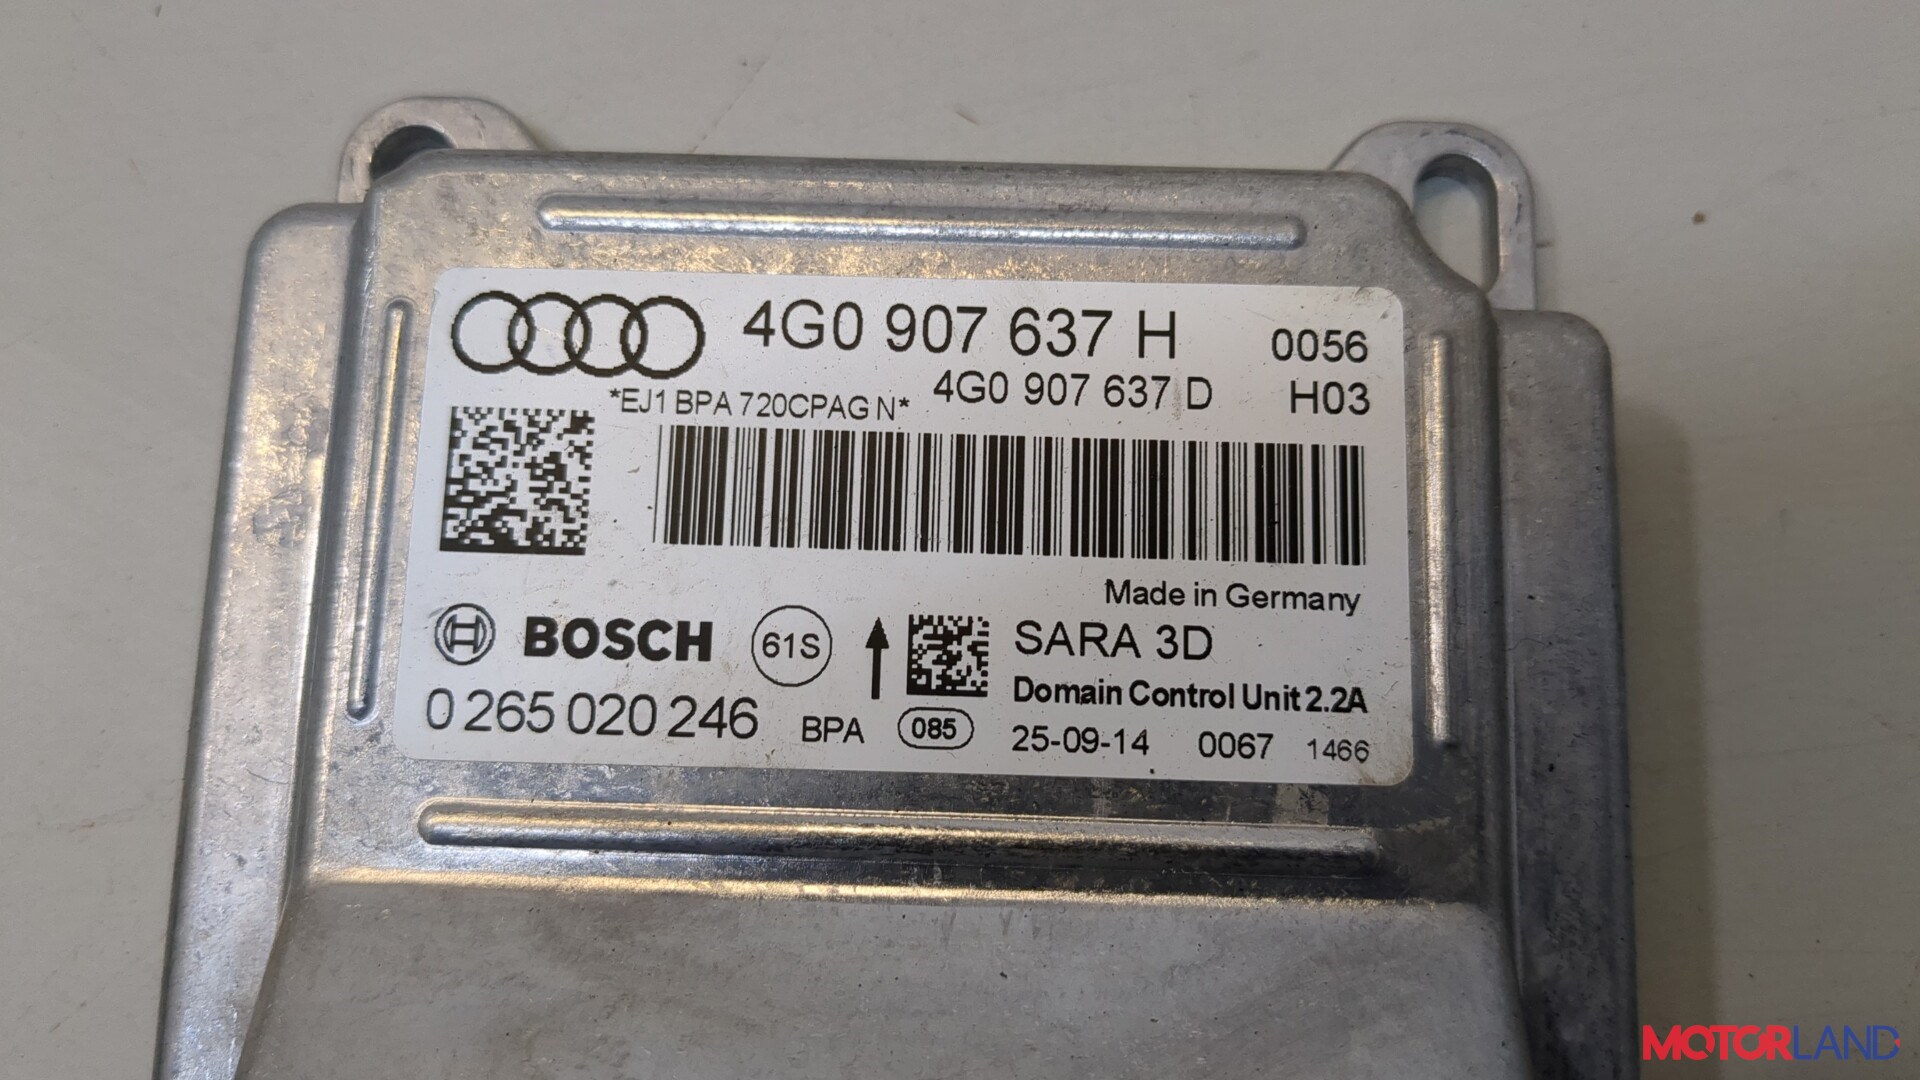 4G0 907 637 H 0056
*EJ1 BPA 720CPAG N* 4G0 907 637 D H03
Made in Germany
BOSCH 61S SARA 3D
Domain Control Unit 2.2A
0 265 020 246 BPA 085 25-09-14 0067 1466
MOTORLAND